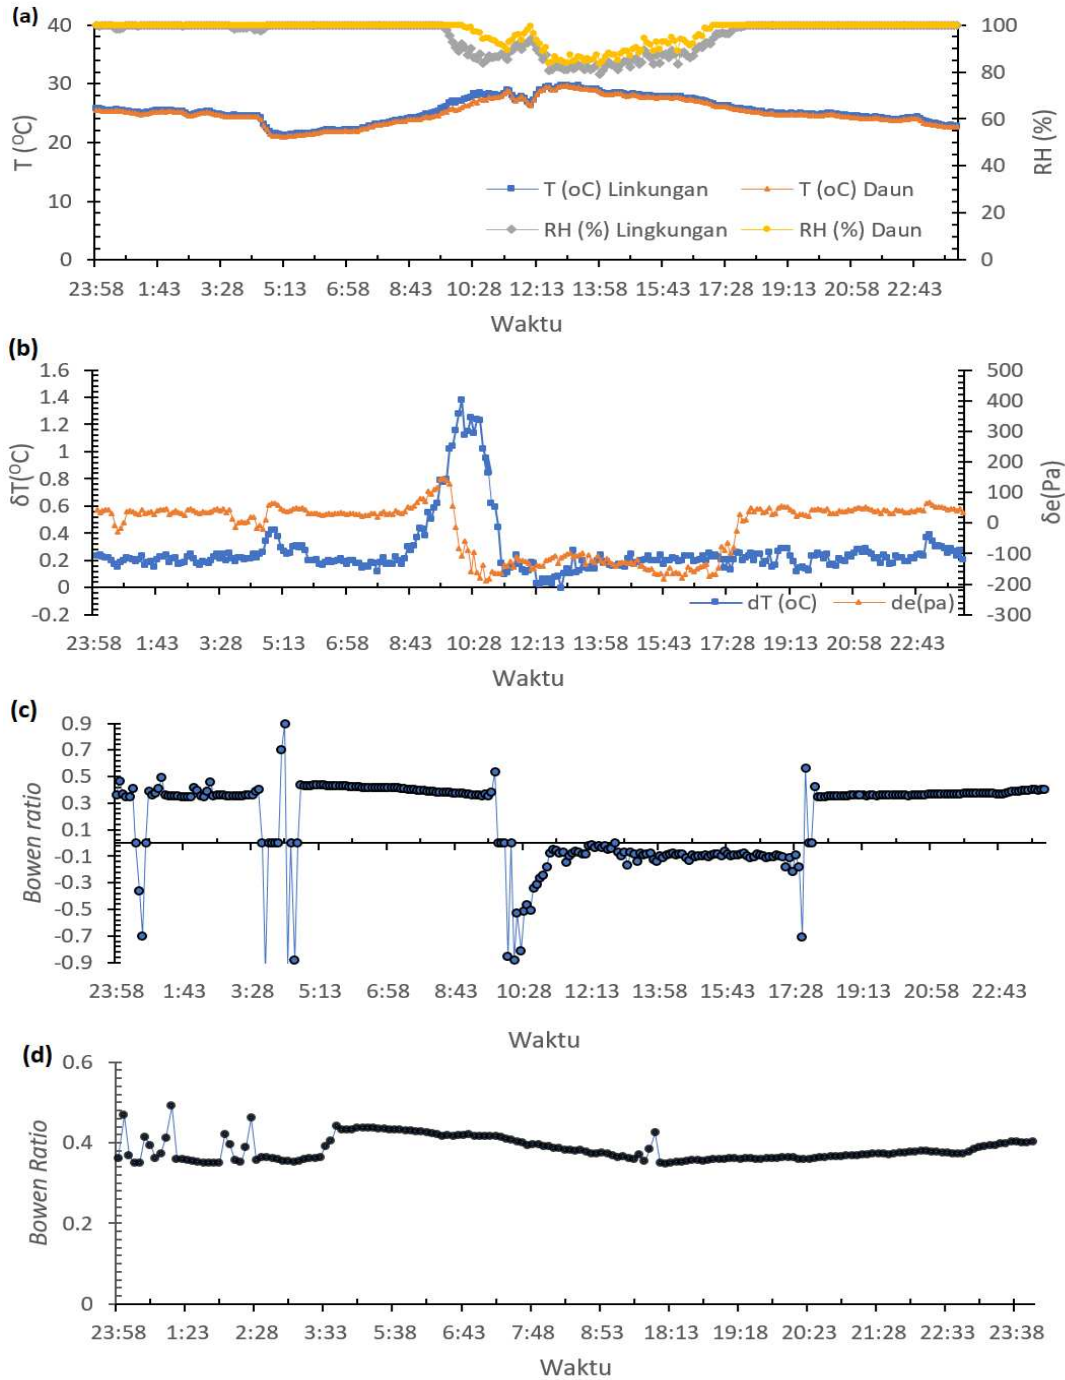 (a)
40
30
20
10
0
T (⁰C)
100
80
60
40
20
0
RH (%)
T (oC) Linkungan
T (oC) Daun
RH (%) Lingkungan
RH (%) Daun
23:58 1:43 3:28 5:13 6:58 8:43 10:28 12:13 13:58 15:43 17:28 19:13 20:58 22:43
Waktu
(b)
1.6
1.4
1.2
1
0.8
0.6
0.4
0.2
0
-0.2
δT(⁰C)
500
400
300
200
100
0
-100
-200
-300
δe(Pa)
dT (oC)
de(pa)
23:58 1:43 3:28 5:13 6:58 8:43 10:28 12:13 13:58 15:43 17:28 19:13 20:58 22:43
Waktu
(c)
0.9
0.7
0.5
0.3
0.1
-0.1
-0.3
-0.5
-0.7
-0.9
Bowen ratio
23:58 1:43 3:28 5:13 6:58 8:43 10:28 12:13 13:58 15:43 17:28 19:13 20:58 22:43
Waktu
(d)
0.6
0.4
0.2
0
Bowen Ratio
23:58 1:23 2:28 3:33 5:38 6:43 7:48 8:53 18:13 19:18 20:23 21:28 22:33 23:38
Waktu